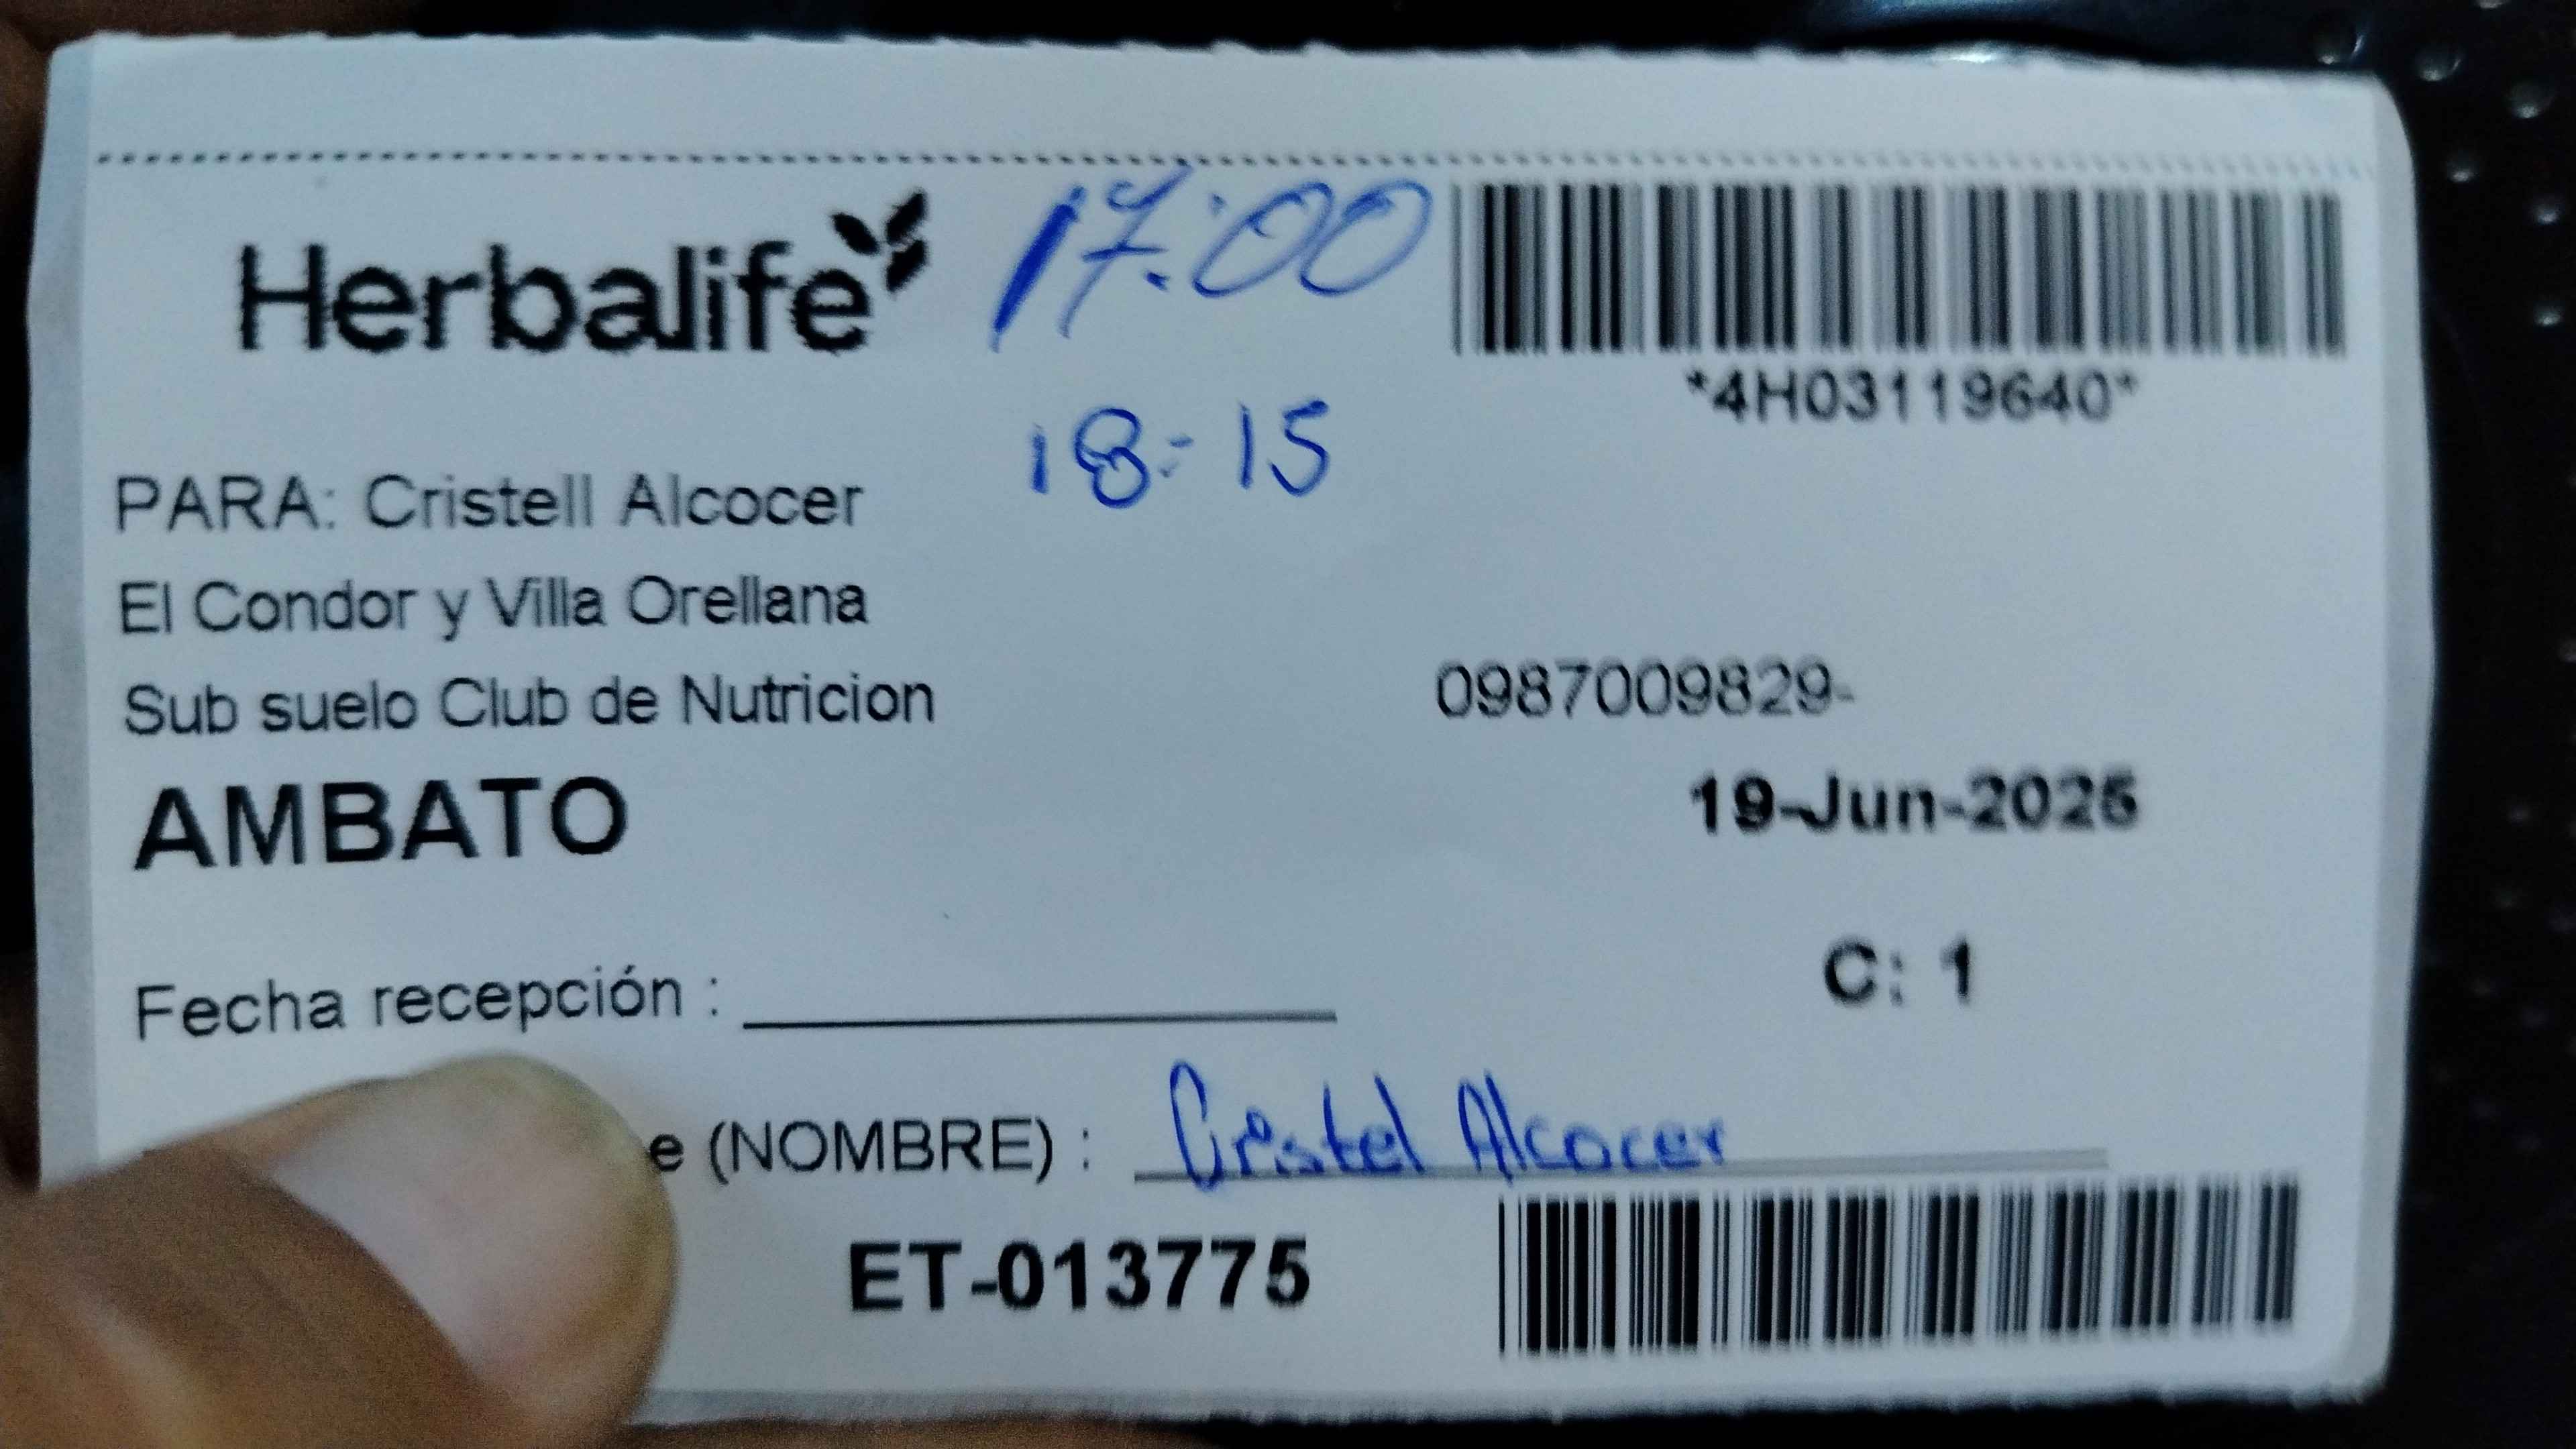 Herbalife 17:00
*4H03119640*
18:15
PARA: Cristell Alcocer
El Condor y Villa Orellana
Sub suelo Club de Nutricion 0987009829-
AMBATO 19-Jun-2025
Fecha recepción :
C: 1
e (NOMBRE) : Cristel Alcocer
ET-013775